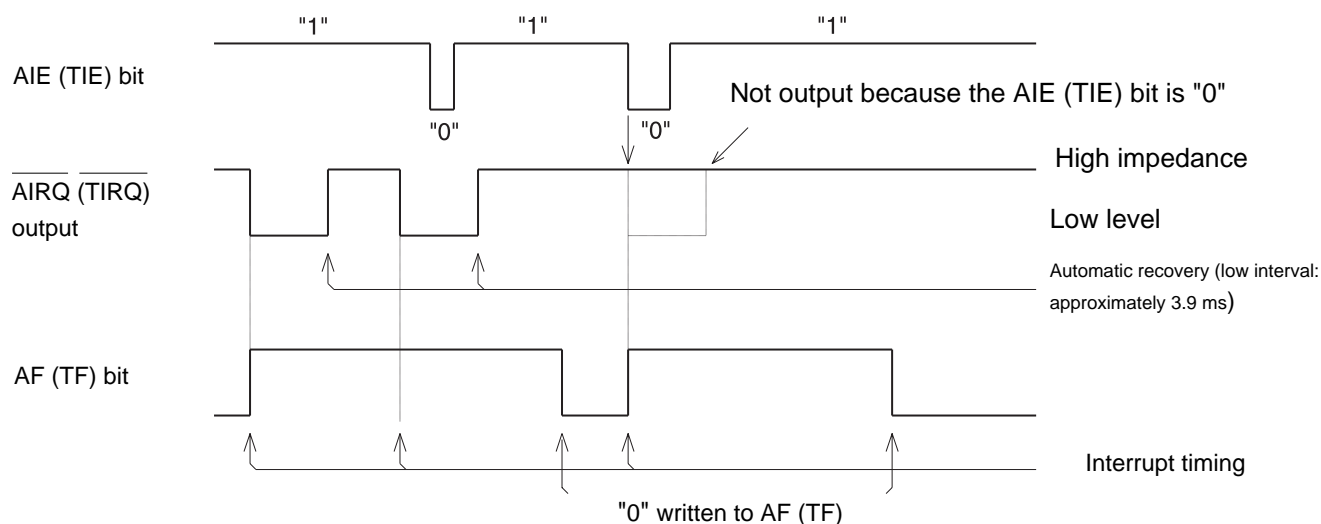 "1" "1" "1"
AIE (TIE) bit
Not output because the AIE (TIE) bit is "0"
"0" "0"
High impedance
AIRQ (TIRQ)
output
Low level
Automatic recovery (low interval:
approximately 3.9 ms)
AF (TF) bit
Interrupt timing
"0" written to AF (TF)